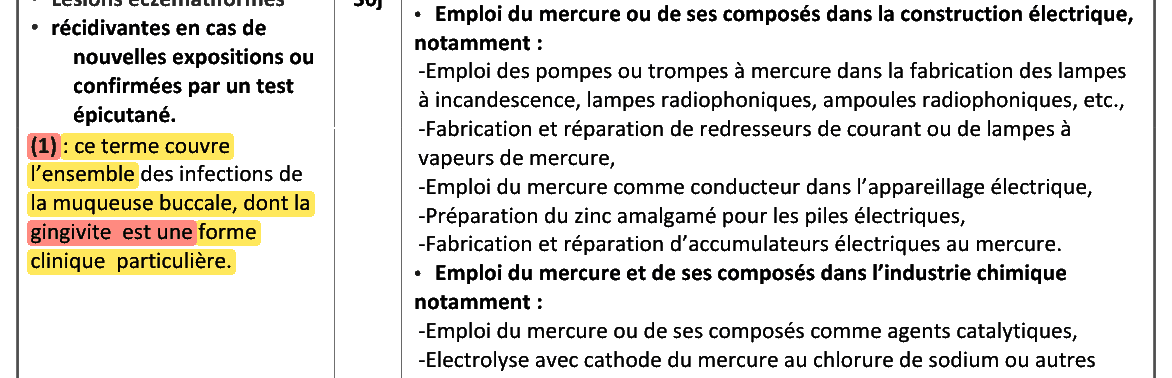 Lésions eczématiformes
• récidivantes en cas de
nouvelles expositions ou
confirmées par un test
épicutané.
(1) : ce terme couvre
l'ensemble des infections de
la muqueuse buccale, dont la
gingivite est une forme
clinique particulière.
30j
• Emploi du mercure ou de ses composés dans la construction électrique,
notamment :
-Emploi des pompes ou trompes à mercure dans la fabrication des lampes
à incandescence, lampes radiophoniques, ampoules radiophoniques, etc.,
-Fabrication et réparation de redresseurs de courant ou de lampes à
vapeurs de mercure,
-Emploi du mercure comme conducteur dans l'appareillage électrique,
-Préparation du zinc amalgamé pour les piles électriques,
-Fabrication et réparation d'accumulateurs électriques au mercure.
• Emploi du mercure et de ses composés dans l'industrie chimique
notamment :
-Emploi du mercure ou de ses composés comme agents catalytiques,
-Electrolyse avec cathode du mercure au chlorure de sodium ou autres